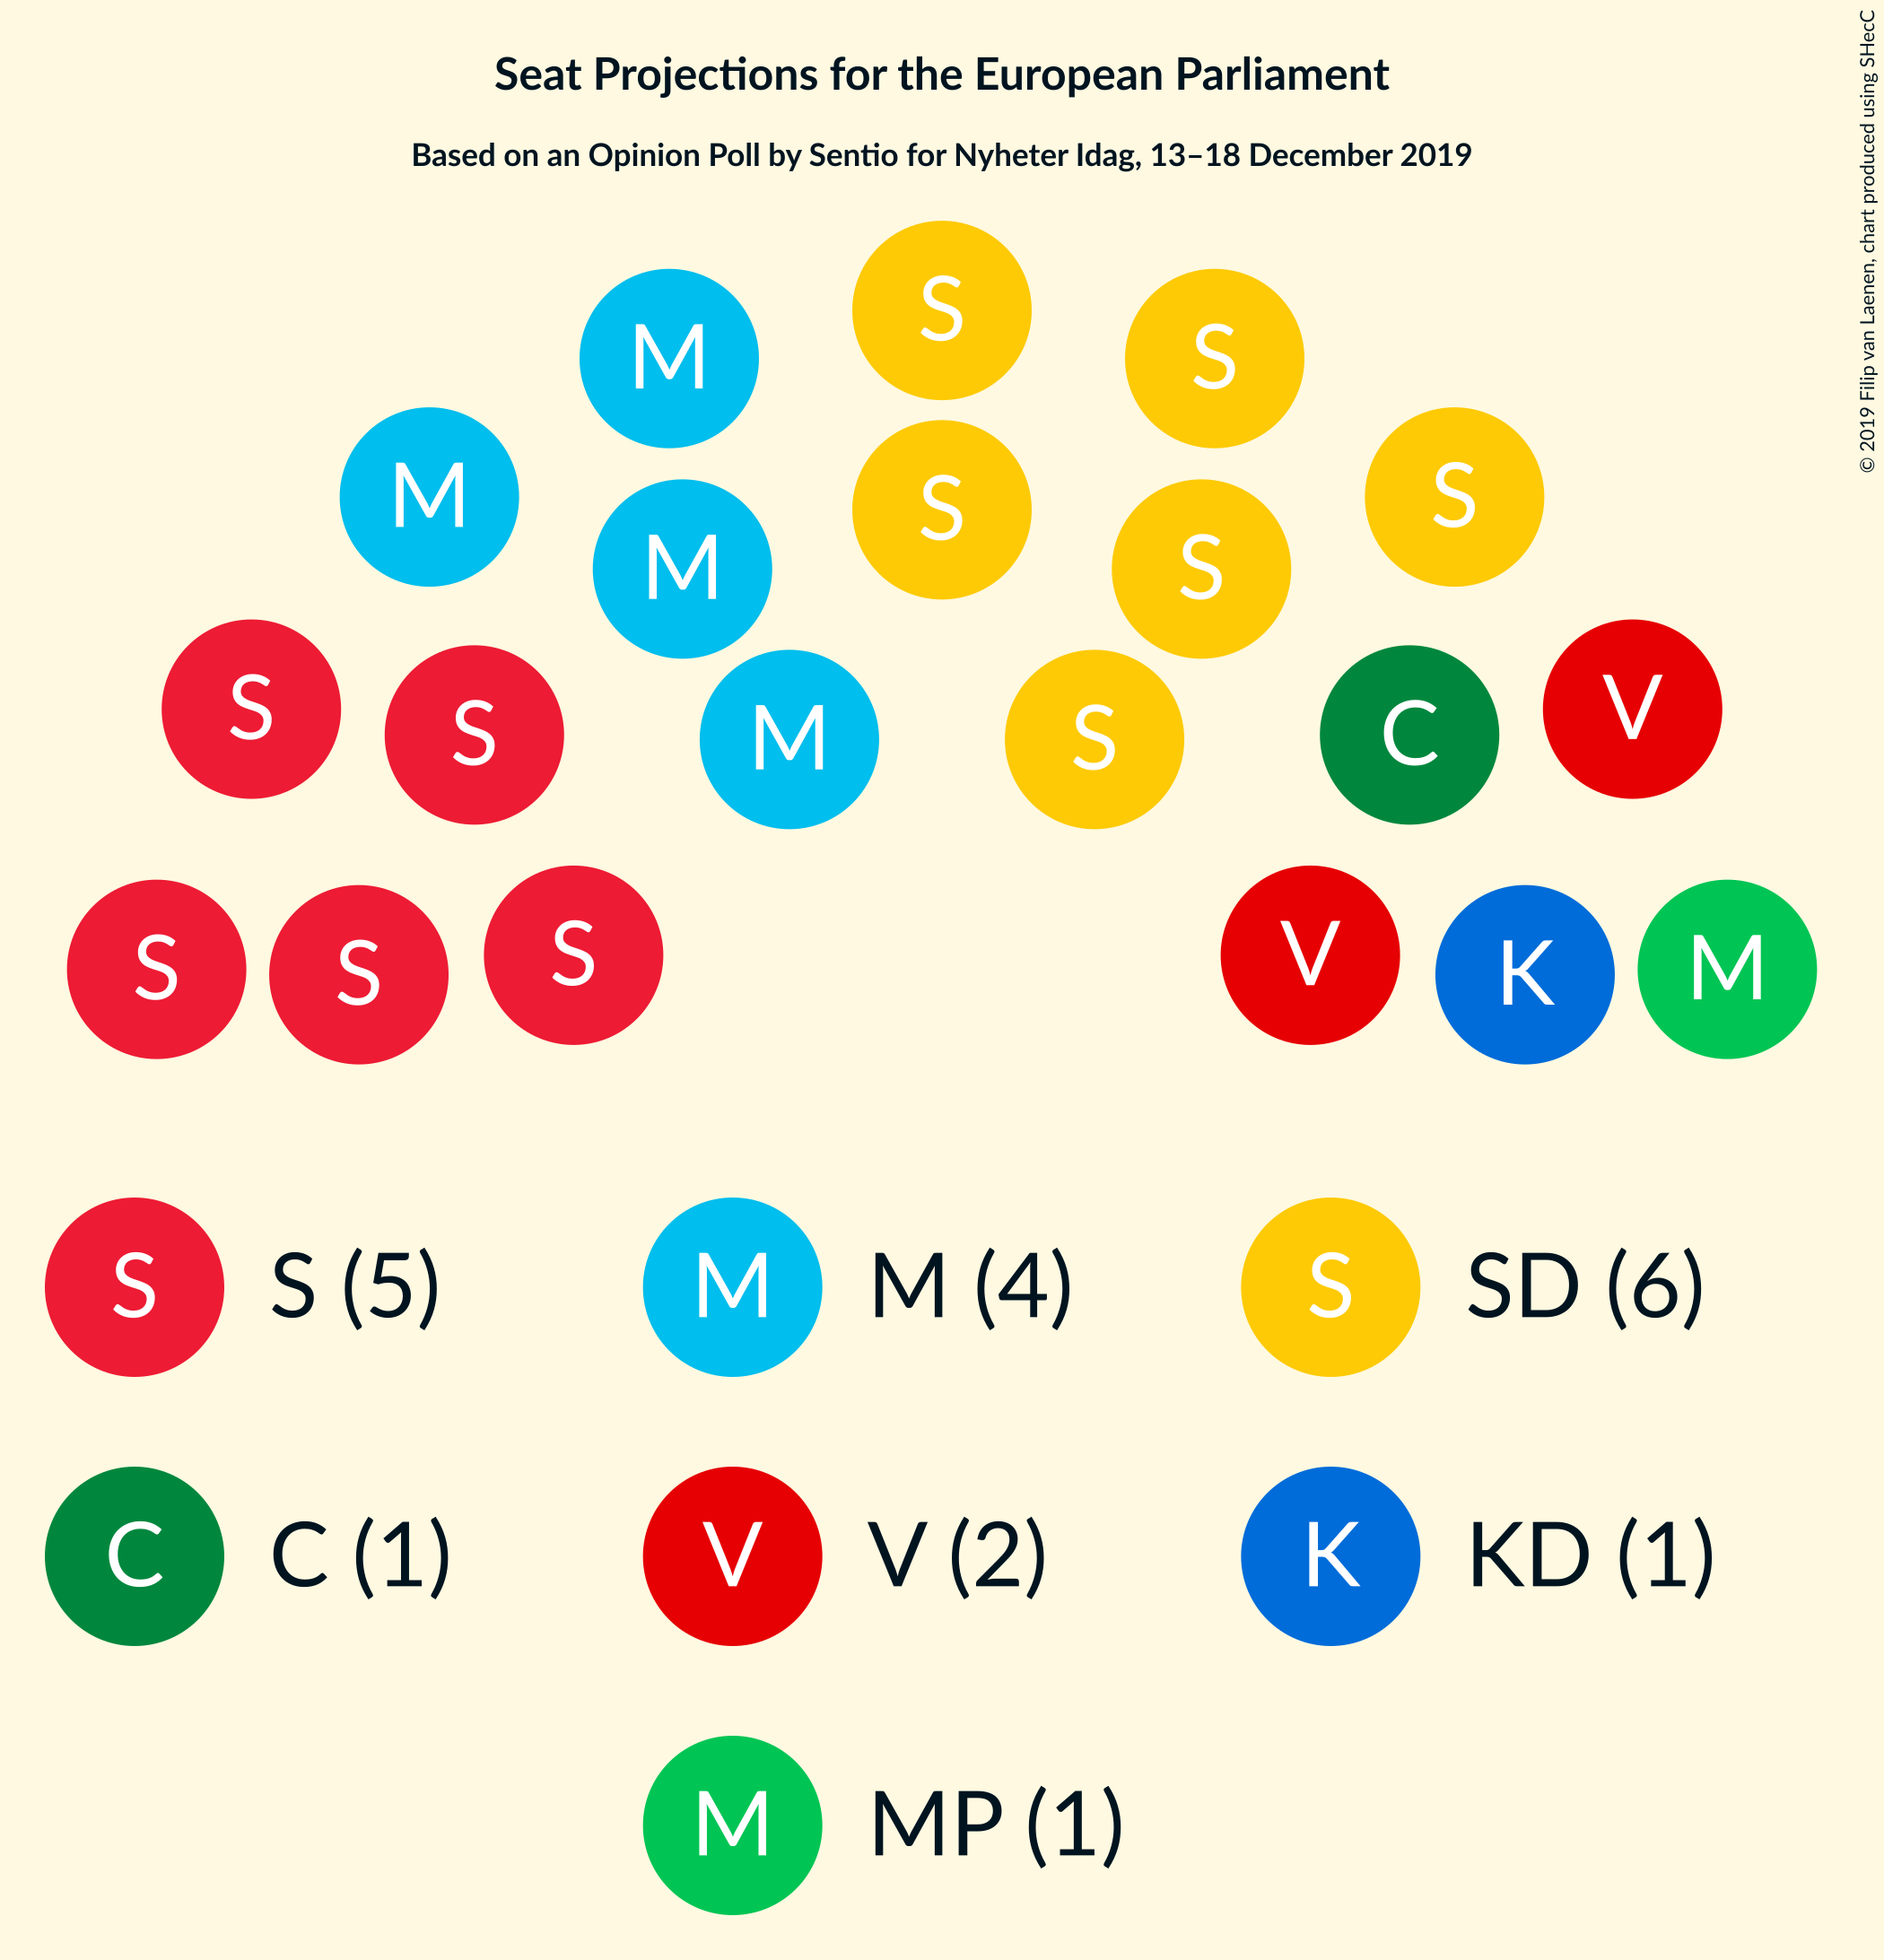 Seat Projections for the European Parliament
Based on an Opinion Poll by Sentio for Nyheter Idag, 13–18 December 2019
© 2019 Filip van Laenen, chart produced using SHecC
S
M S
M S
S
M S
S S
M S
C V
S S S
V K M
S S (5) M M (4) S SD (6)
C C (1) V V (2) K KD (1)
M MP (1)